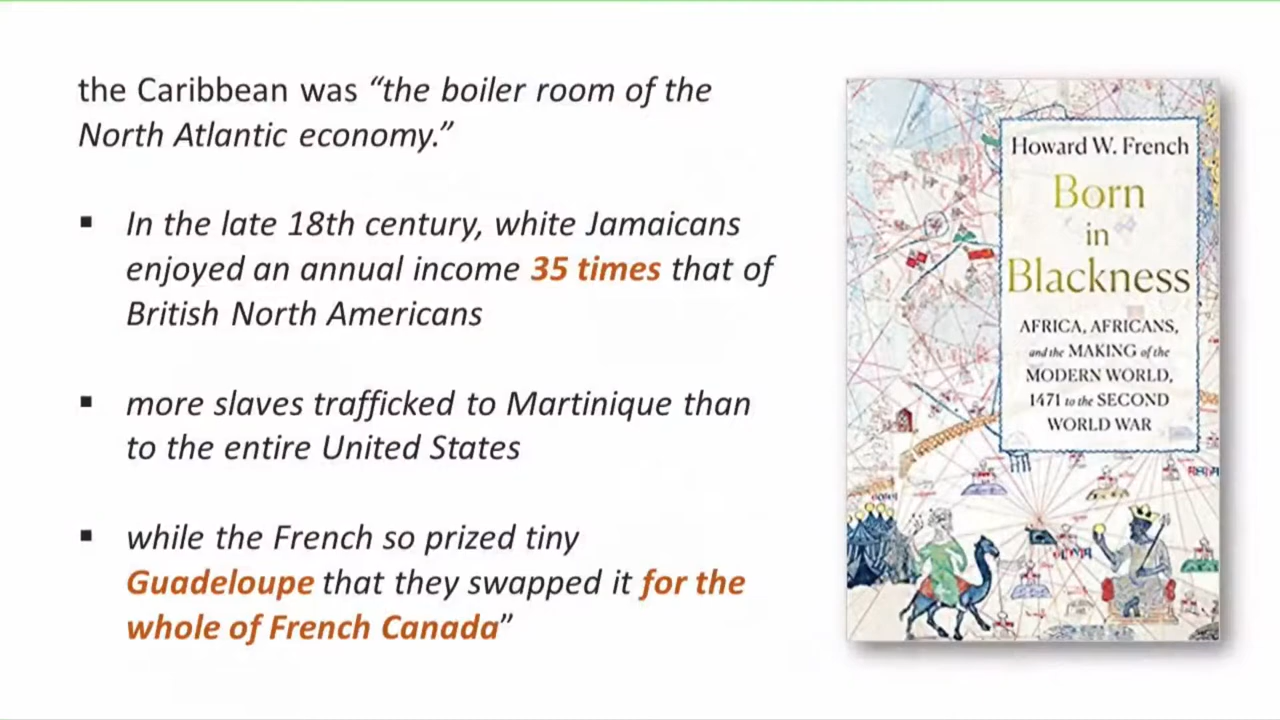 the Caribbean was “the boiler room of the
North Atlantic economy.”
▪ In the late 18th century, white Jamaicans
enjoyed an annual income 35 times that of
British North Americans
▪ more slaves trafficked to Martinique than
to the entire United States
▪ while the French so prized tiny
Guadeloupe that they swapped it for the
whole of French Canada”
Howard W. French
Born
in
Blackness
AFRICA, AFRICANS,
and the MAKING of the
MODERN WORLD,
1471 to the SECOND
WORLD WAR